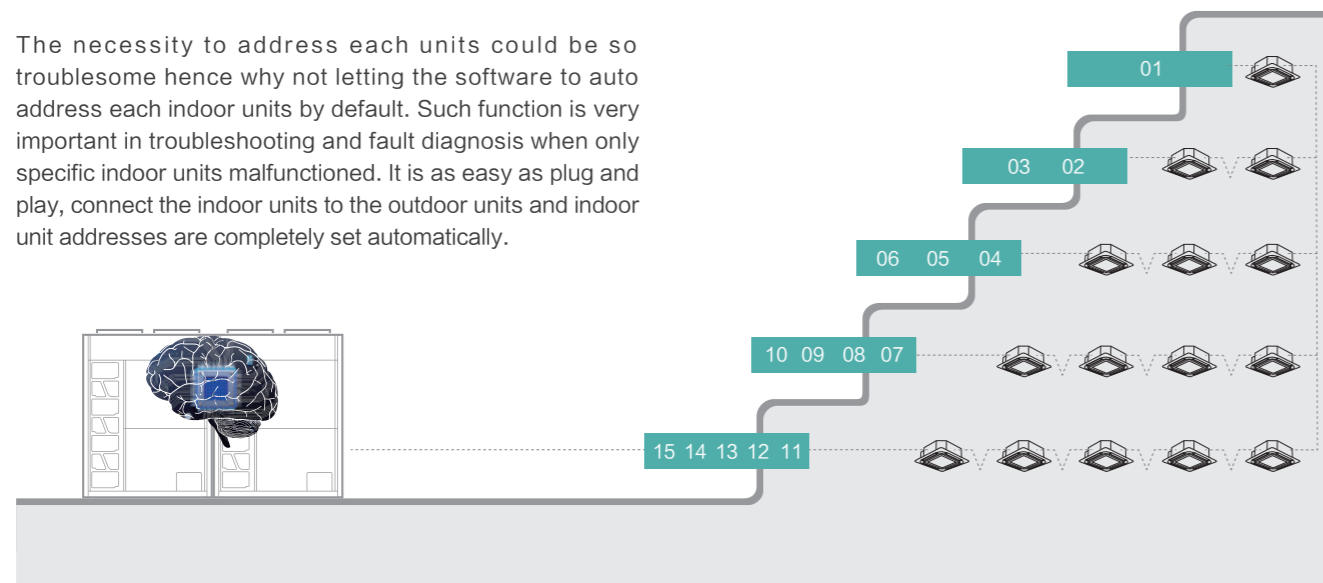 The necessity to address each units could be so
troublesome hence why not letting the software to auto
address each indoor units by default. Such function is very
important in troubleshooting and fault diagnosis when only
specific indoor units malfunctioned. It is as easy as plug and
play, connect the indoor units to the outdoor units and indoor
unit addresses are completely set automatically.
01
03 02
06 05 04
10 09 08 07
15 14 13 12 11